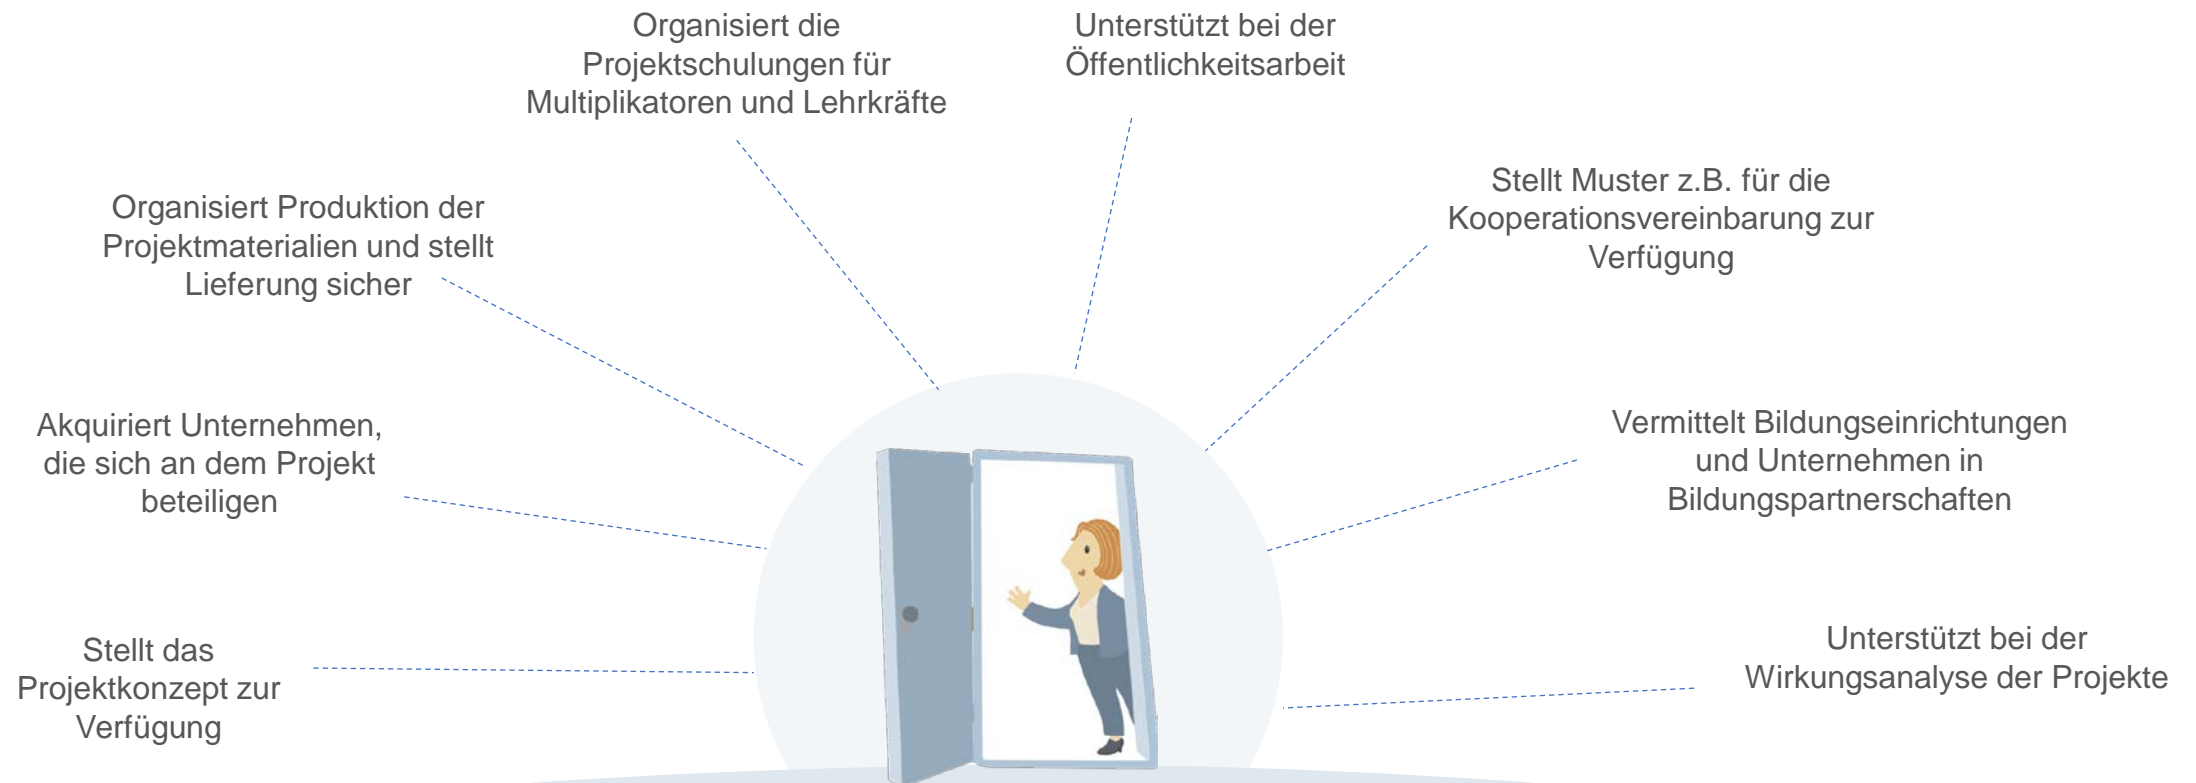 Organisiert die
Projektschulungen für
Multiplikatoren und Lehrkräfte
Unterstützt bei der
Öffentlichkeitsarbeit
Organisiert Produktion der
Projektmaterialien und stellt
Lieferung sicher
Stellt Muster z.B. für die
Kooperationsvereinbarung zur
Verfügung
Akquiriert Unternehmen,
die sich an dem Projekt
beteiligen
Vermittelt Bildungseinrichtungen
und Unternehmen in
Bildungspartnerschaften
Stellt das
Projektkonzept zur
Verfügung
Unterstützt bei der
Wirkungsanalyse der Projekte